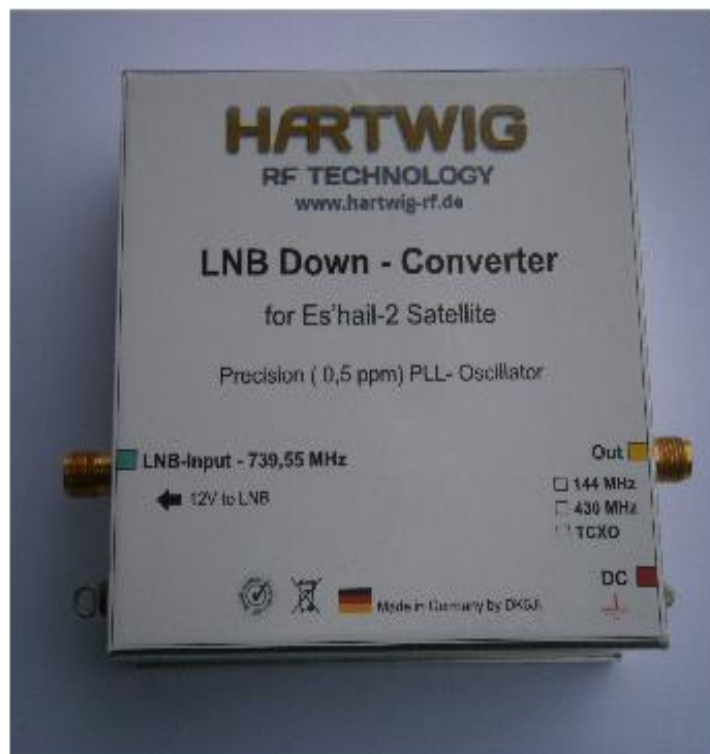 HARTWIG
RF TECHNOLOGY
www.hartwig-rf.de
LNB Down - Converter
for Es'hail-2 Satellite
Precision ( 0,5 ppm) PLL- Oscillator
LNB-Input - 739,55 MHz
12V to LNB
Out
144 MHz
430 MHz
TCXO
DC
Made in Germany by